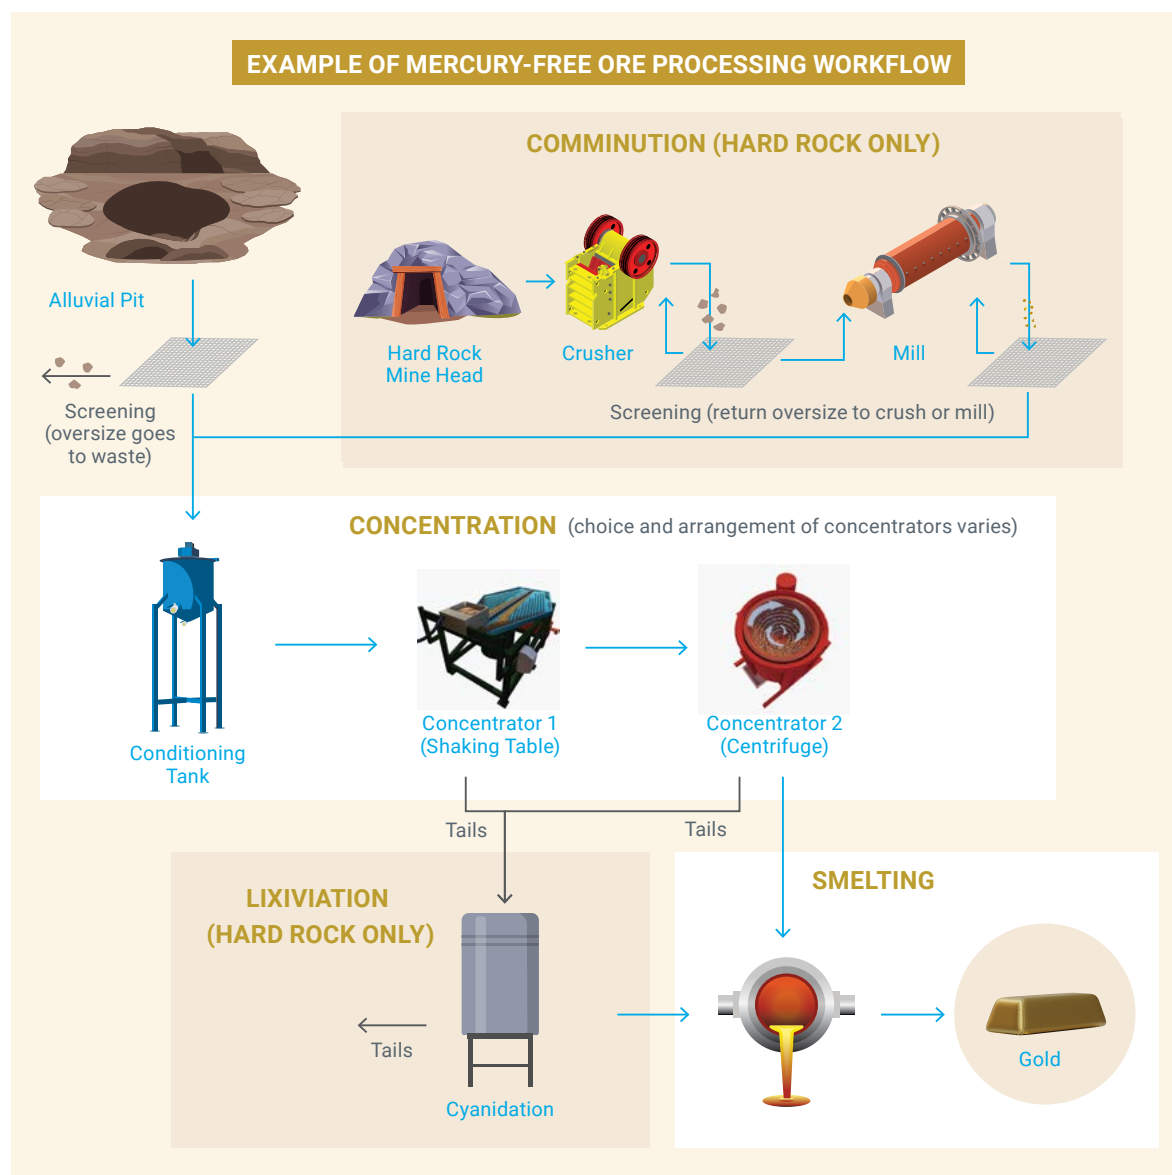 EXAMPLE OF MERCURY-FREE ORE PROCESSING WORKFLOW
COMMINUTION (HARD ROCK ONLY)
Alluvial Pit
Hard Rock
Mine Head
Crusher
Mill
Screening
(oversize goes
to waste)
Screening (return oversize to crush or mill)
CONCENTRATION (choice and arrangement of concentrators varies)
Conditioning
Tank
Concentrator 1
(Shaking Table)
Concentrator 2
(Centrifuge)
Tails
Tails
LIXIVIATION
(HARD ROCK ONLY)
Tails
Cyanidation
SMELTING
Gold